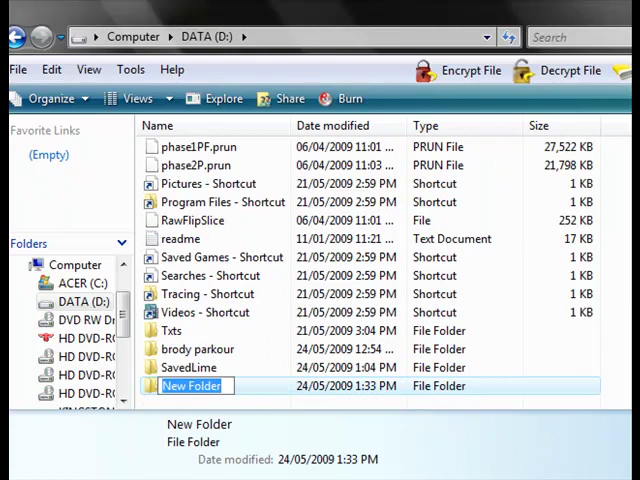 Computer DATA (D:) Search
File Edit View Tools Help Encrypt File Decrypt File
Organize Views Explore Share Burn
Favorite Links
(Empty)
Folders
Computer
ACER (C:)
DATA (D:)
DVD RW Dr
HD DVD-RO
HD DVD-RO
HD DVD-RO
HD DVD-RO
Name Date modified Type Size
phase1PF.prun 06/04/2009 11:01 ... PRUN File 27,522 KB
phase2P.prun 06/04/2009 11:03 ... PRUN File 21,798 KB
Pictures - Shortcut 21/05/2009 2:59 PM Shortcut 1 KB
Program Files - Shortcut 21/05/2009 2:59 PM Shortcut 1 KB
RawFlipSlice 06/04/2009 11:01 ... File 252 KB
readme 11/01/2009 11:21 ... Text Document 17 KB
Saved Games - Shortcut 21/05/2009 2:59 PM Shortcut 1 KB
Searches - Shortcut 21/05/2009 2:59 PM Shortcut 1 KB
Tracing - Shortcut 21/05/2009 2:59 PM Shortcut 1 KB
Videos - Shortcut 21/05/2009 2:59 PM Shortcut 1 KB
Txts 21/05/2009 3:04 PM File Folder
brody parkour 24/05/2009 12:54 ... File Folder
SavedLime 24/05/2009 1:04 PM File Folder
New Folder 24/05/2009 1:33 PM File Folder
New Folder
File Folder
Date modified: 24/05/2009 1:33 PM